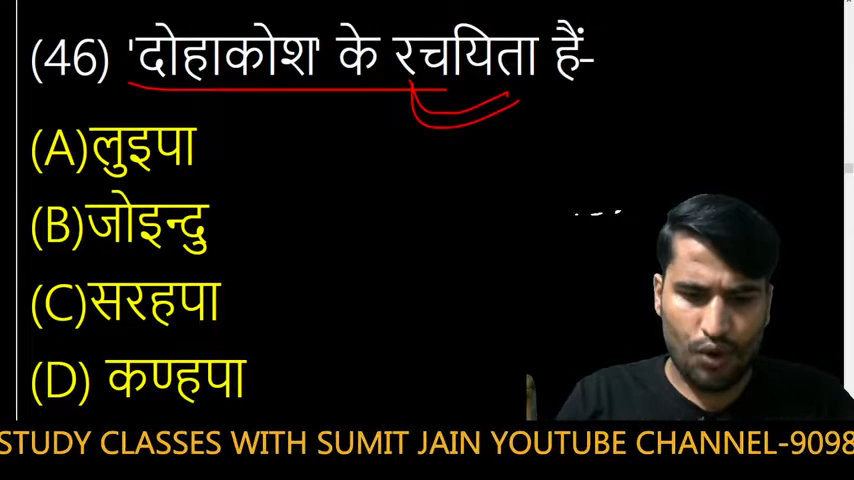 (46) 'दोहाकोश' के रचयिता हैं-
(A)लुइपा
(B)जोइन्दु
(C)सरहपा
(D) कण्हपा
STUDY CLASSES WITH SUMIT JAIN YOUTUBE CHANNEL-9098